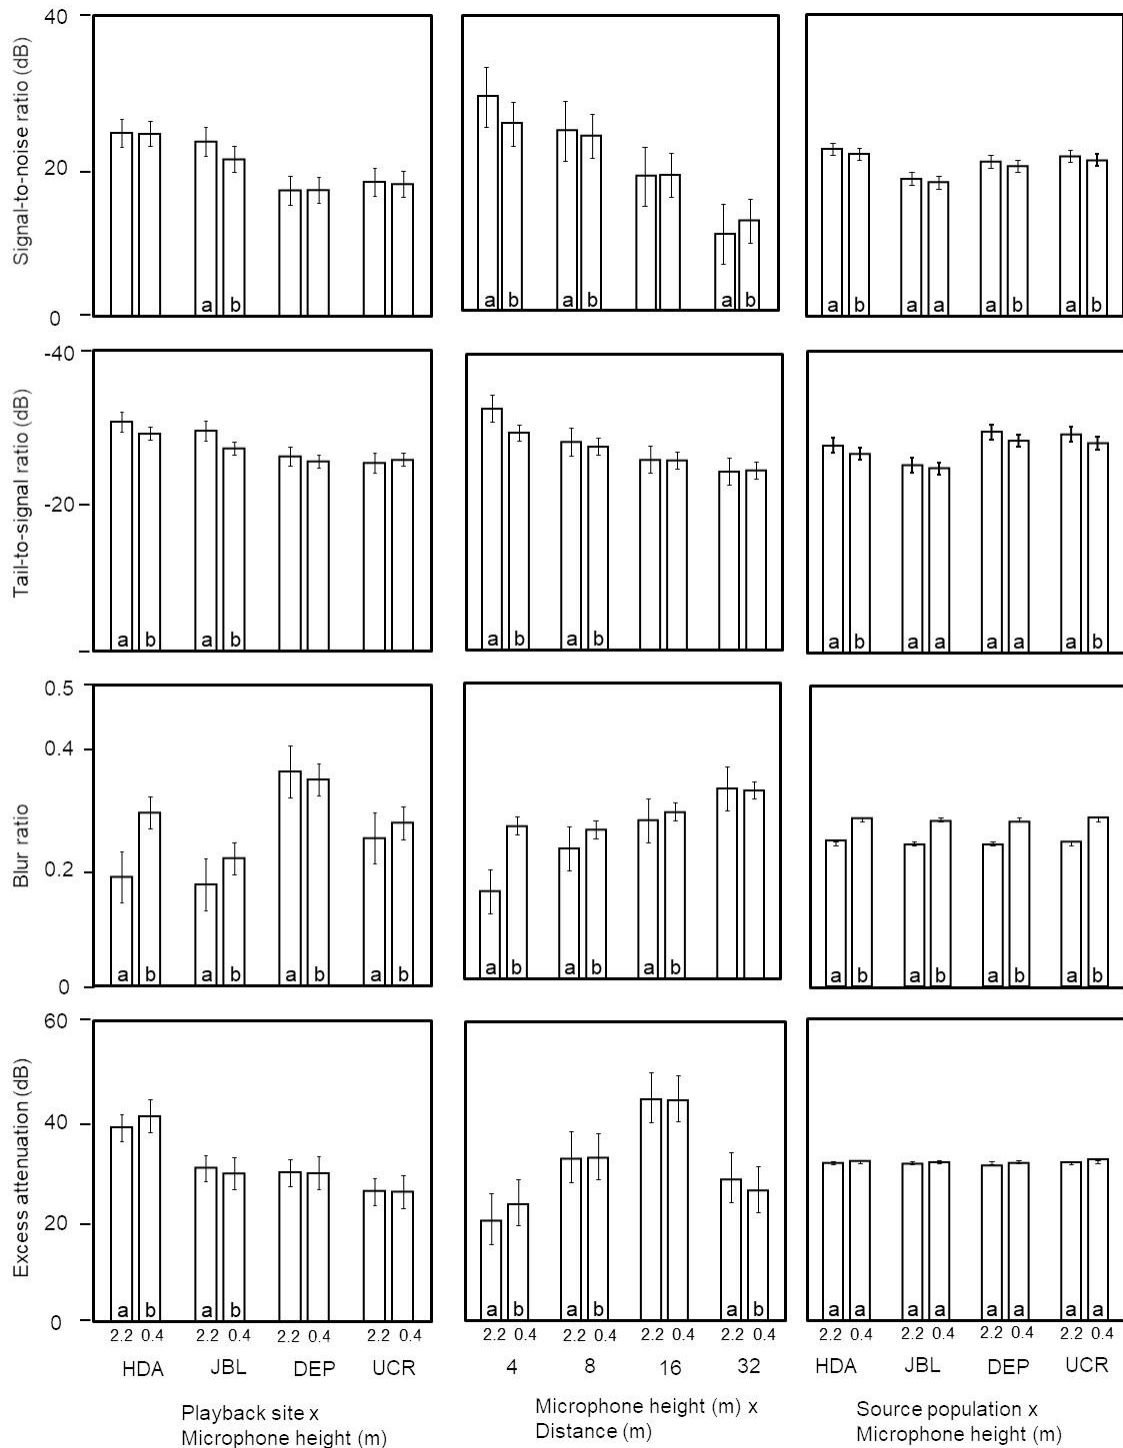 40
Signal-to-noise ratio (dB)
20
0
a b
a b a b a b
a b a a a b a b
-40
Tail-to-signal ratio (dB)
-20
a b a b
a b a b
a b a a a a a b
0.5
0.4
Blur ratio
0.2
0
a b a b a b a b
a b a b a b
a b a b a b a b
60
Excess attenuation (dB)
40
20
0
a b a b
a b a b
a b
a a a a a a a a
2.2 0.4 2.2 0.4 2.2 0.4 2.2 0.4
HDA JBL DEP UCR
Playback site x
Microphone height (m)
2.2 0.4 2.2 0.4 2.2 0.4 2.2 0.4
4 8 16 32
Microphone height (m) x
Distance (m)
2.2 0.4 2.2 0.4 2.2 0.4 2.2 0.4
HDA JBL DEP UCR
Source population x
Microphone height (m)